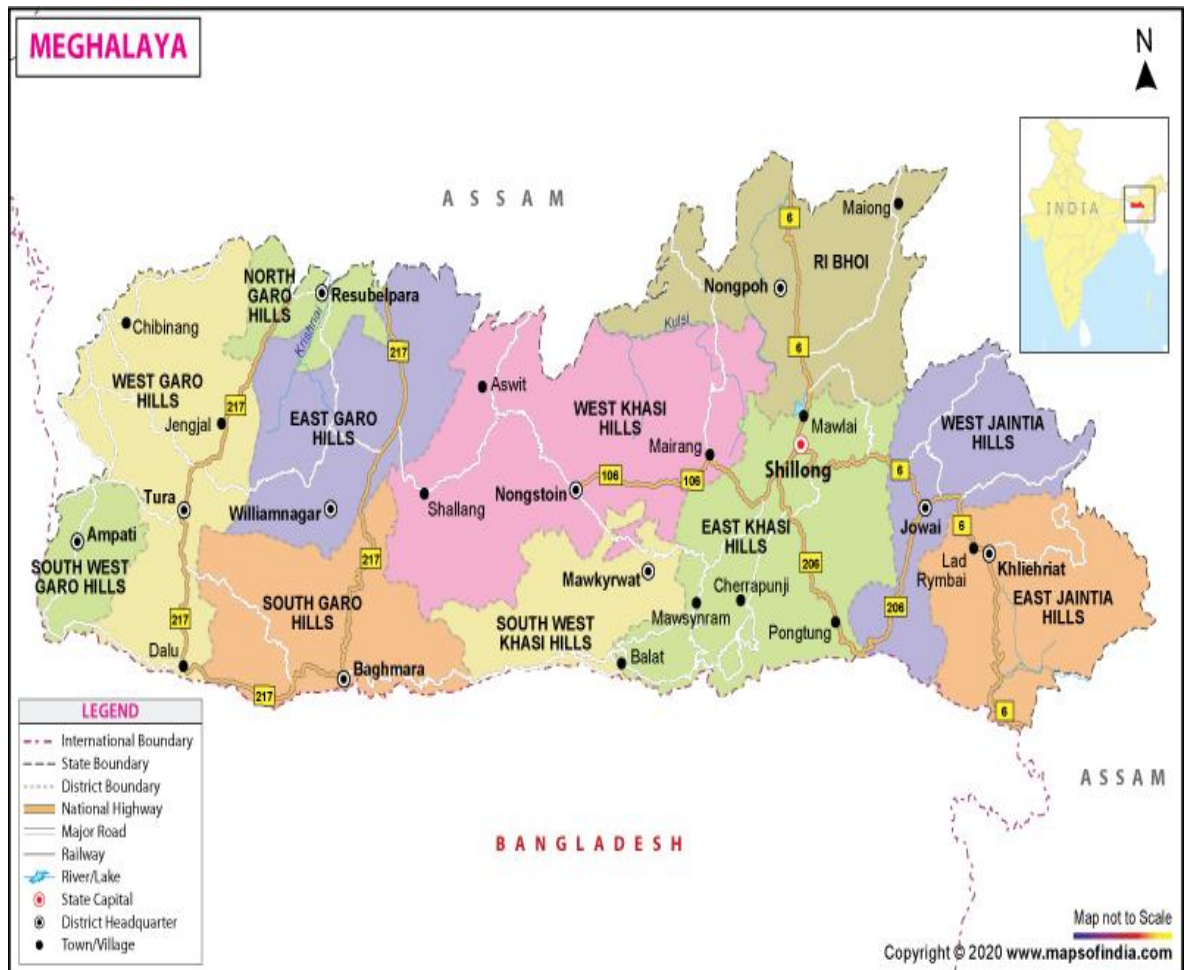 MEGHALAYA
N
ASSAM
INDIA
Maiong
6
RI BHOI
NORTH
GARO
HILLS
Resubelpara
Nongpoh
Krishnai
Kulsi
Chibinang
217
6
WEST GARO
HILLS
Aswit
217
Jengjal
EAST GARO
HILLS
WEST KHASI
HILLS
Mawlai
WEST JAINTIA
HILLS
Mairang
Shillong
106
106
6
Tura
Williamnagar
Shallang
Nongstoin
Jowai
Ampati
EAST KHASI
HILLS
6
SOUTH WEST
GARO HILLS
217
Lad
Rymbai
Khliehriat
206
Mawkyrwat
Cherrapunji
SOUTH GARO
HILLS
EAST JAINTIA
HILLS
217
SOUTH WEST
KHASI HILLS
Mawsynram
206
Pongtung
Dalu
Balat
Baghmara
217
6
LEGEND
International Boundary
State Boundary
District Boundary
National Highway
Major Road
Railway
River/Lake
State Capital
District Headquarter
Town/Village
BANGLADESH
ASSAM
Map not to Scale
Copyright © 2020 www.mapsofindia.com